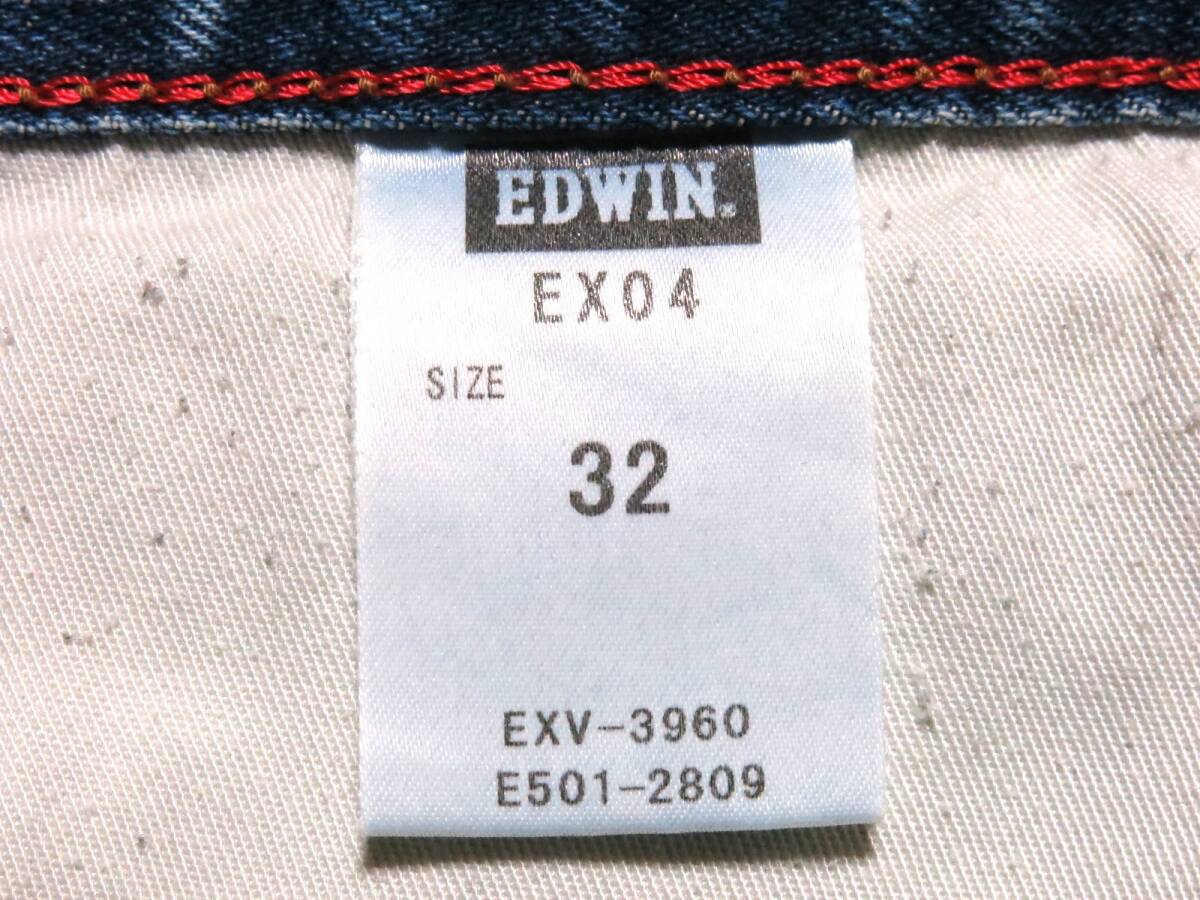 EDWIN.
EX04
SIZE
32
EXV-3960
E501-2809